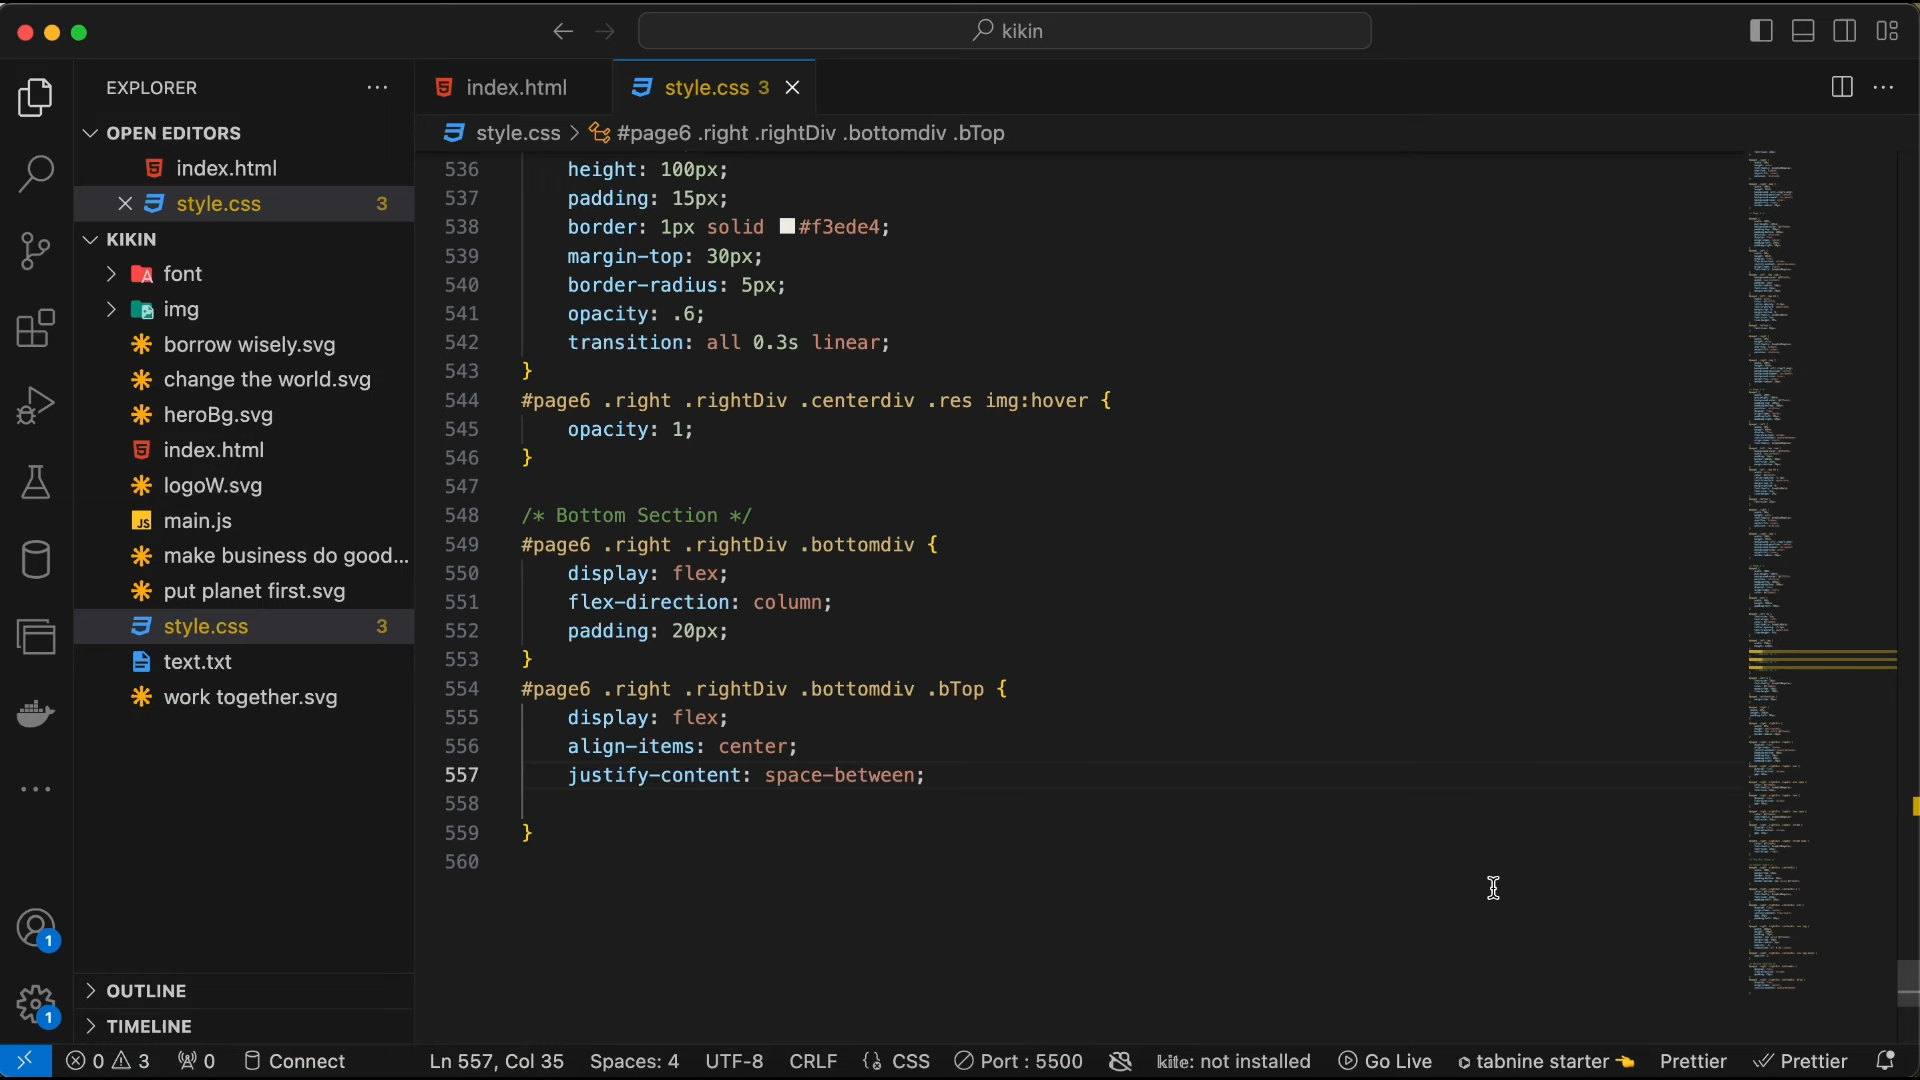 kikin
EXPLORER
index.html
style.css 3
OPEN EDITORS
index.html
style.css 3
KIKIN
font
img
borrow wisely.svg
change the world.svg
heroBg.svg
index.html
logoW.svg
main.js
make business do good...
put planet first.svg
style.css 3
text.txt
work together.svg
OUTLINE
TIMELINE
style.css > #page6 .right .rightDiv .bottomdiv .bTop
536 height: 100px;
537 padding: 15px;
538 border: 1px solid #f3ede4;
539 margin-top: 30px;
540 border-radius: 5px;
541 opacity: .6;
542 transition: all 0.3s linear;
543 }
544 #page6 .right .rightDiv .centerdiv .res img:hover {
545 opacity: 1;
546 }
547
548 /* Bottom Section */
549 #page6 .right .rightDiv .bottomdiv {
550 display: flex;
551 flex-direction: column;
552 padding: 20px;
553 }
554 #page6 .right .rightDiv .bottomdiv .bTop {
555 display: flex;
556 align-items: center;
557 justify-content: space-between;
558
559 }
560
1
1
0 3 0 Connect Ln 557, Col 35 Spaces: 4 UTF-8 CRLF {} CSS Port : 5500 kite: not installed Go Live tabnine starter Prettier Prettier